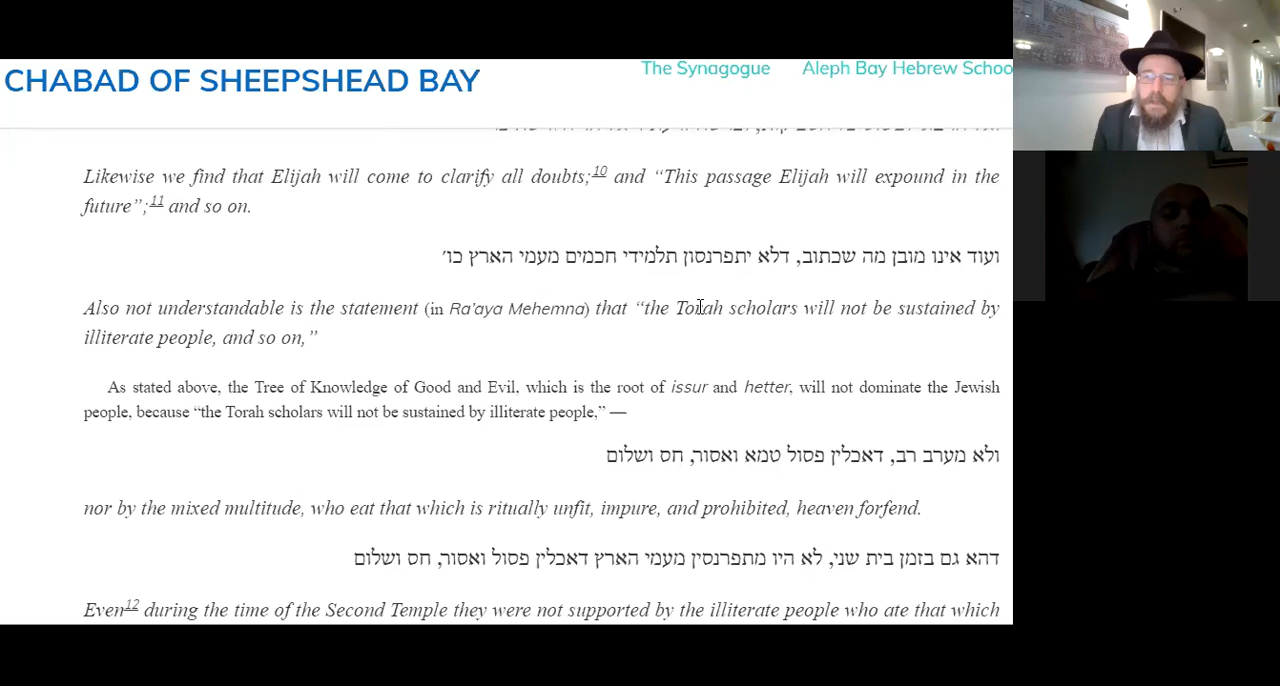 CHABAD OF SHEEPSHEAD BAY
The Synagogue Aleph Bay Hebrew Schoo
Likewise we find that Elijah will come to clarify all doubts;10 and “This passage Elijah will expound in the
future”;11 and so on.
ועוד אינו מובן מה שכתוב, דלא יתפרנסון תלמידי חכמים מעמי הארץ כו׳
Also not understandable is the statement (in Ra’aya Mehemna) that “the Torah scholars will not be sustained by
illiterate people, and so on,”
As stated above, the Tree of Knowledge of Good and Evil, which is the root of issur and hetter, will not dominate the Jewish
people, because “the Torah scholars will not be sustained by illiterate people,” —
ולא מערב רב, דאכלין פסול טמא ואסור, חס ושלום
nor by the mixed multitude, who eat that which is ritually unfit, impure, and prohibited, heaven forfend.
דהא גם בזמן בית שני, לא היו מתפרנסין מעמי הארץ דאכלין פסול ואסור, חס ושלום
Even12 during the time of the Second Temple they were not supported by the illiterate people who ate that which